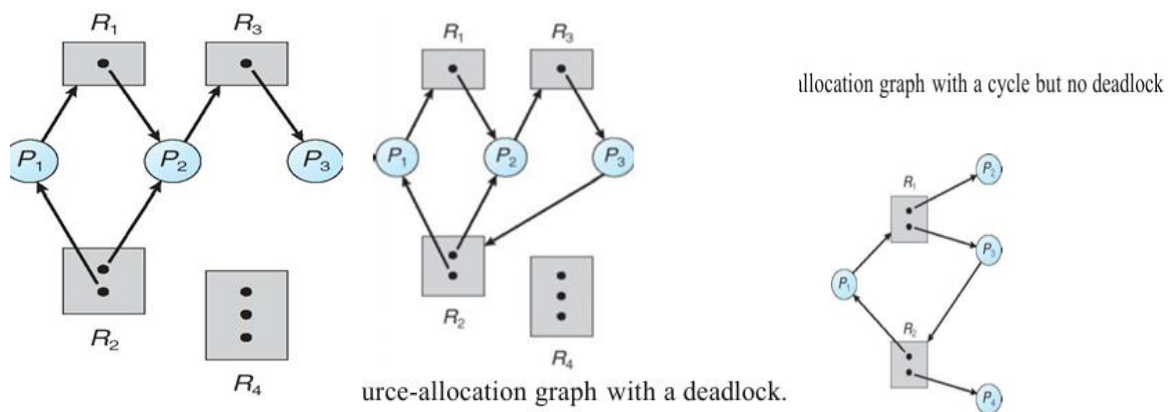 R1
R3
P1
P2
P3
R2
R4
R1
R3
P1
P2
P3
R2
R4
urce-allocation graph with a deadlock.
allocation graph with a cycle but no deadlock
P2
R1
P3
P1
R2
P4